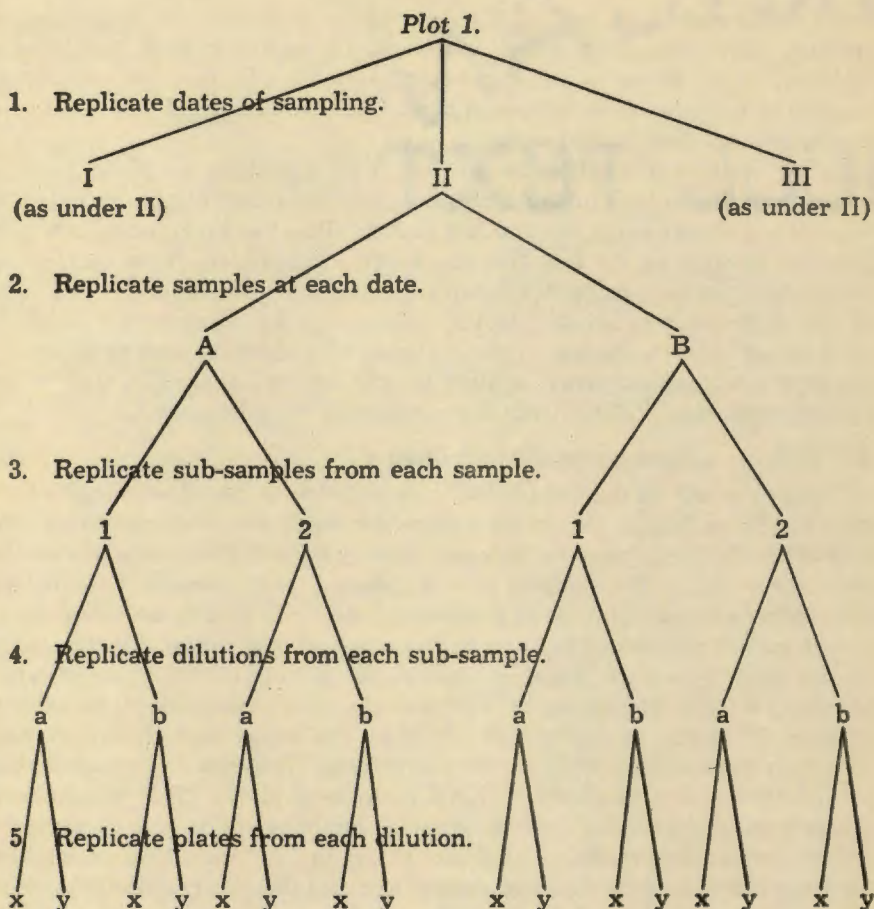 Plot 1.
1. Replicate dates of sampling.
I II III
(as under II) (as under II)
2. Replicate samples at each date.
A B
3. Replicate sub-samples from each sample.
1 2 1 2
4. Replicate dilutions from each sub-sample.
a b a b a b a b
5 Replicate plates from each dilution.
x y x y x y x y x y x y x y x y